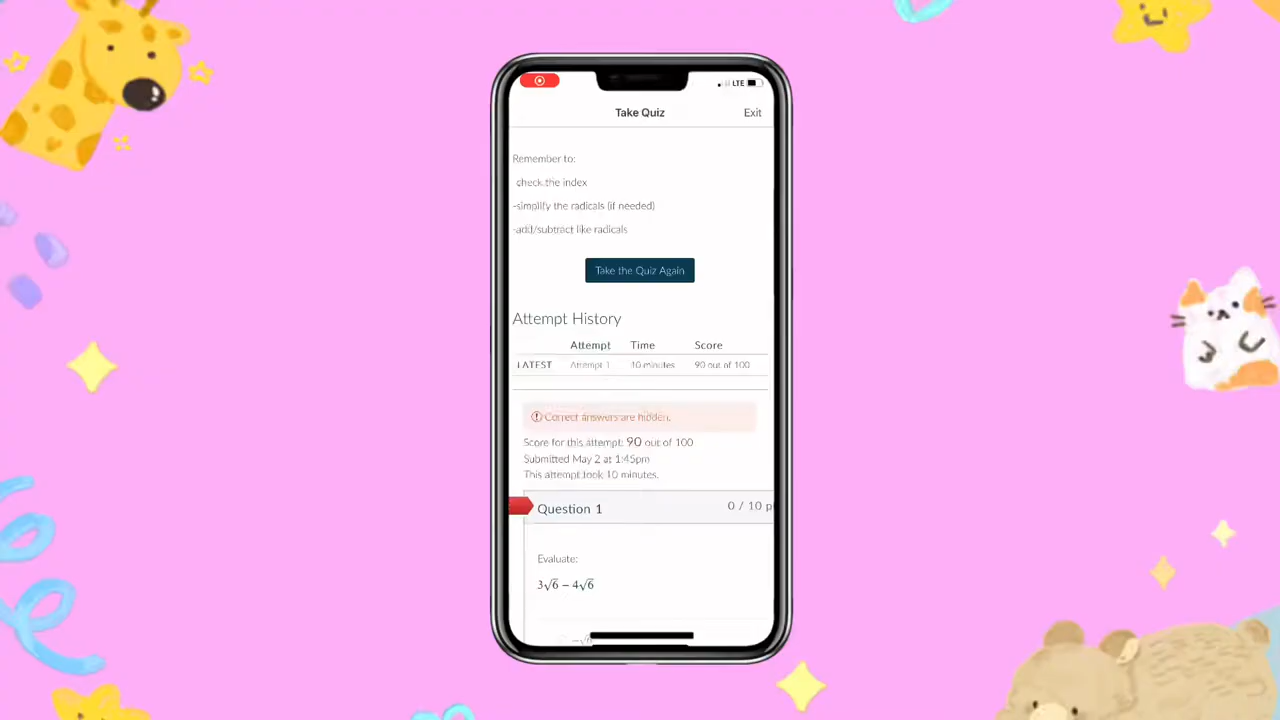 LTE
Take Quiz Exit
Remember to:
-check the index
-simplify the radicals (if needed)
-add/subtract like radicals
Take the Quiz Again
Attempt History
Attempt Time Score
LATEST Attempt 1 10 minutes 90 out of 100
Correct answers are hidden.
Score for this attempt: 90 out of 100
Submitted May 2 at 1:45pm
This attempt took 10 minutes.
Question 1 0 / 10 p
Evaluate:
3√6 − 4√6